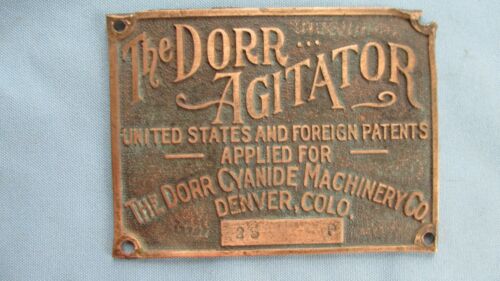 The DORR ...
AGITATOR
UNITED STATES AND FOREIGN PATENTS
— APPLIED FOR —
THE DORR CYANIDE MACHINERY CO.
DENVER, COLO.